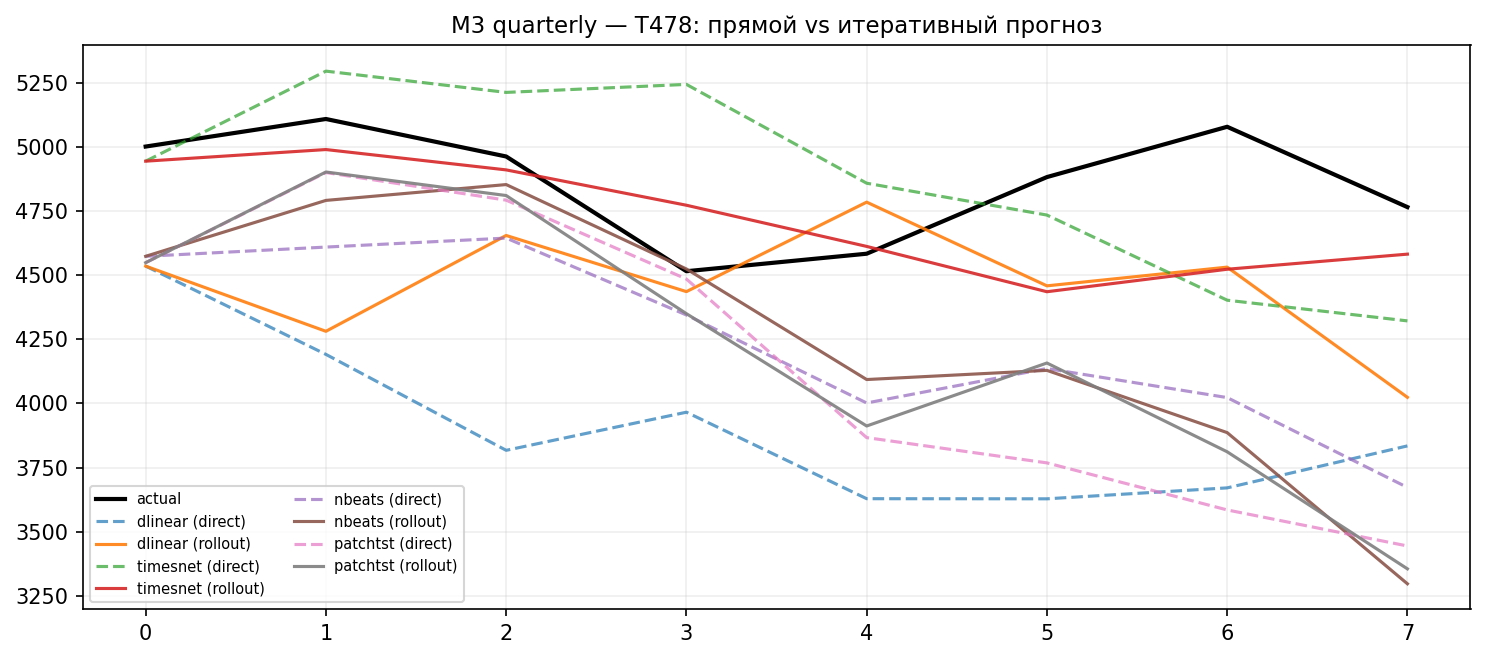 M3 quarterly — T478: прямой vs итеративный прогноз
5250
5000
4750
4500
4250
4000
3750
3500
3250
actual
dlinear (direct)
dlinear (rollout)
timesnet (direct)
timesnet (rollout)
nbeats (direct)
nbeats (rollout)
patchtst (direct)
patchtst (rollout)
0 1 2 3 4 5 6 7